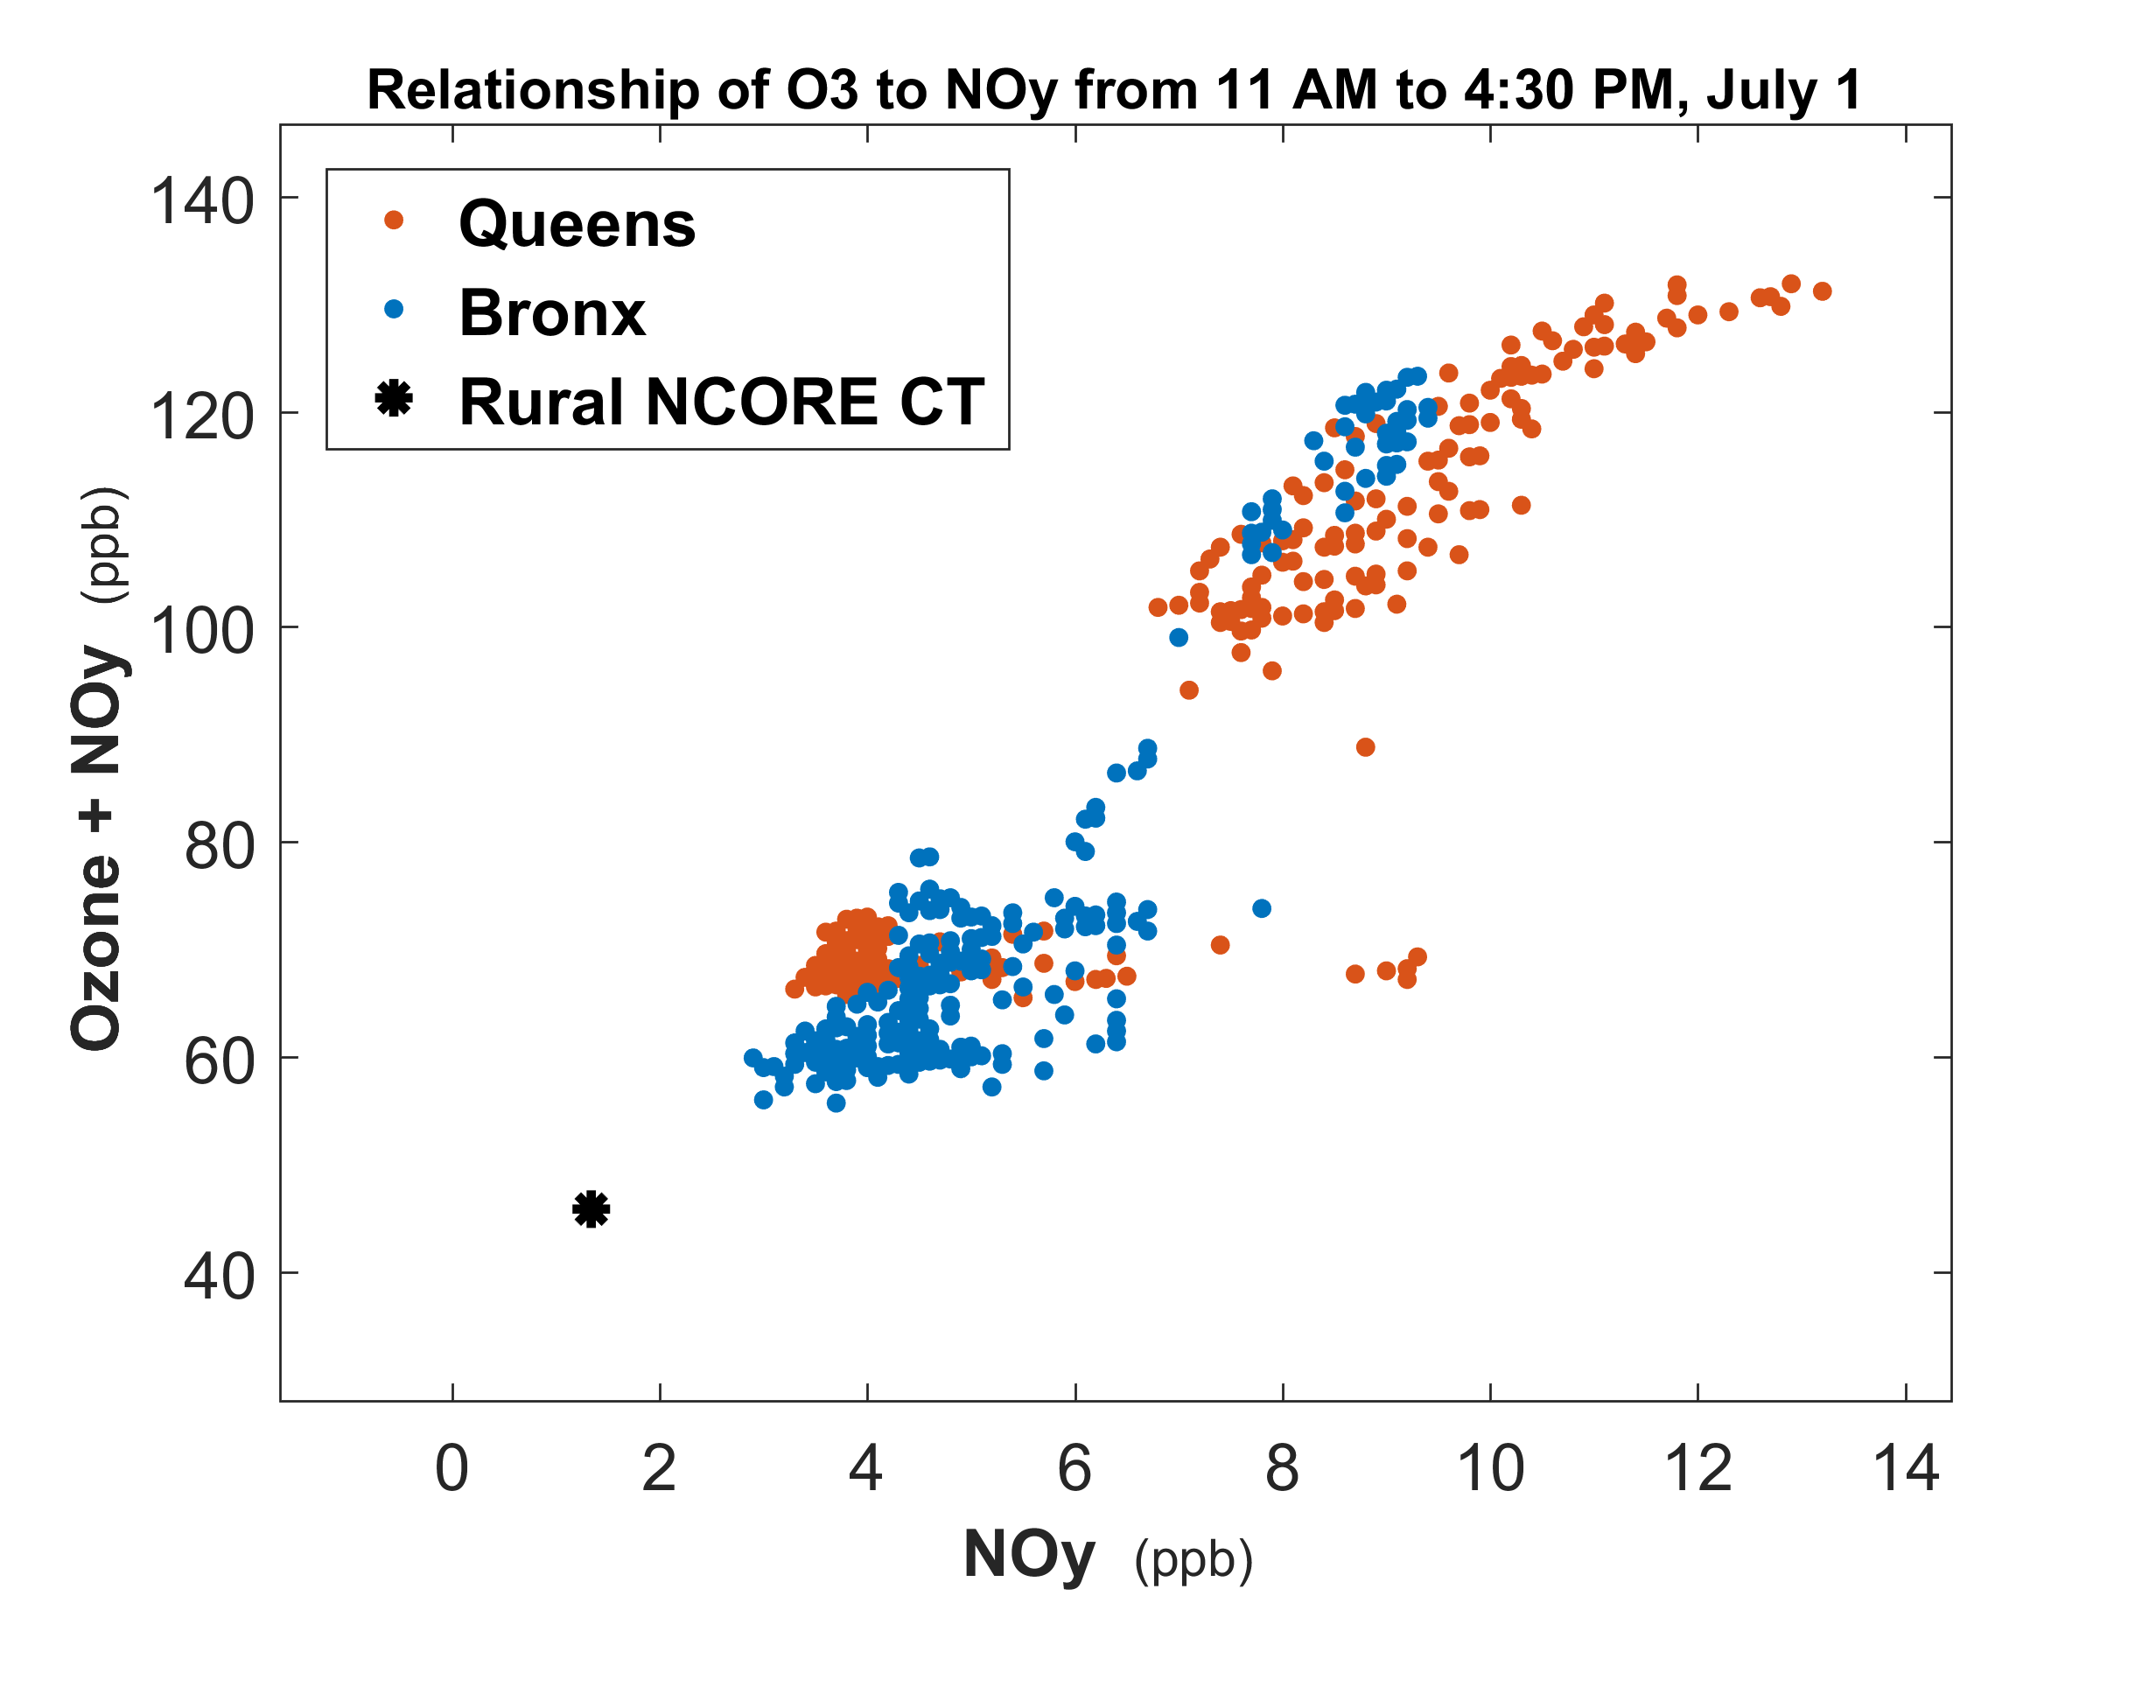 Relationship of O3 to NOy from 11 AM to 4:30 PM, July 1
Queens
Bronx
Rural NCORE CT
Ozone + NOy (ppb)
140
120
100
80
60
40
0 2 4 6 8 10 12 14
NOy (ppb)